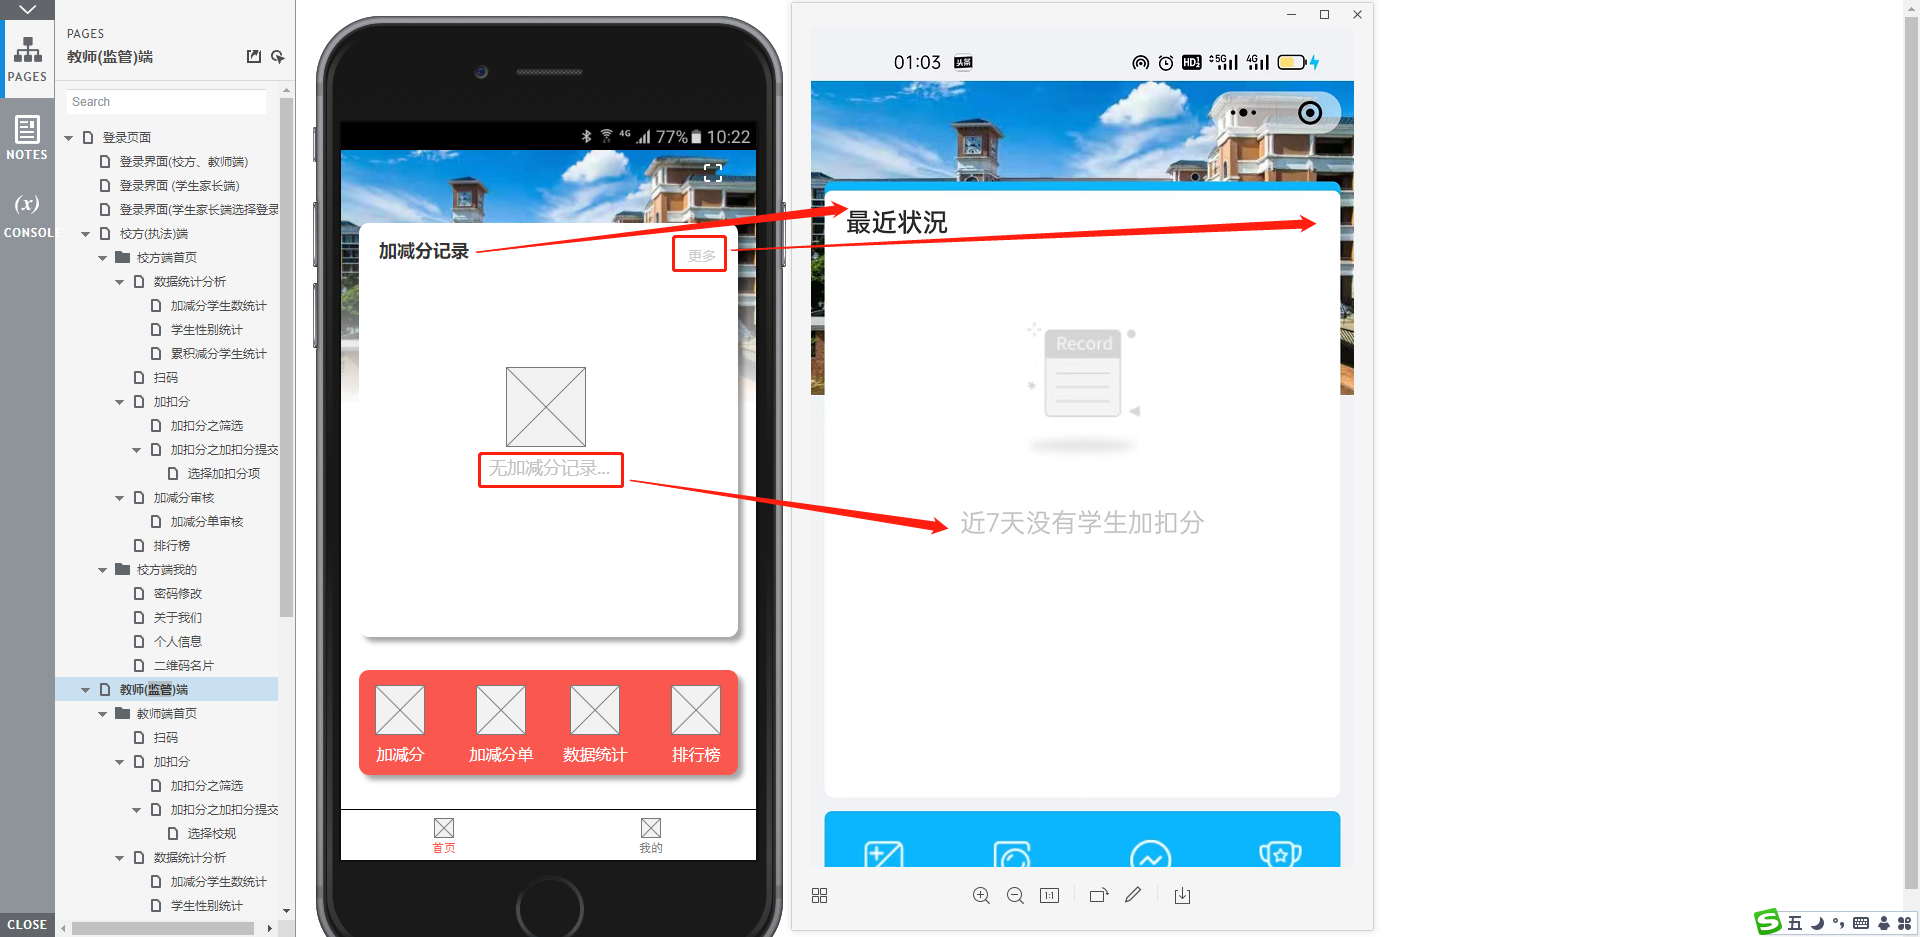 PAGES
教师(监管)端
PAGES
Search
NOTES
(x)
CONSOLE
登录页面
登录界面(校方、教师端)
登录界面 (学生家长端)
登录界面(学生家长端选择登录
校方(执法)端
校方端首页
数据统计分析
加减分学生数统计
学生性别统计
累积减分学生统计
扫码
加扣分
加扣分之筛选
加扣分之加扣分提交
选择加扣分项
加减分审核
加减分单审核
排行榜
校方端我的
密码修改
关于我们
个人信息
二维码名片
教师(监管)端
教师端首页
扫码
加扣分
加扣分之筛选
加扣分之加扣分提交
选择校规
数据统计分析
加减分学生数统计
学生性别统计
CLOSE
4G 77% 10:22
加减分记录
更多
无加减分记录...
加减分
加减分单
数据统计
排行榜
首页
我的
01:03 头条 HD 5G 4G
最近状况
Record
近7天没有学生加扣分
1:1
S 五